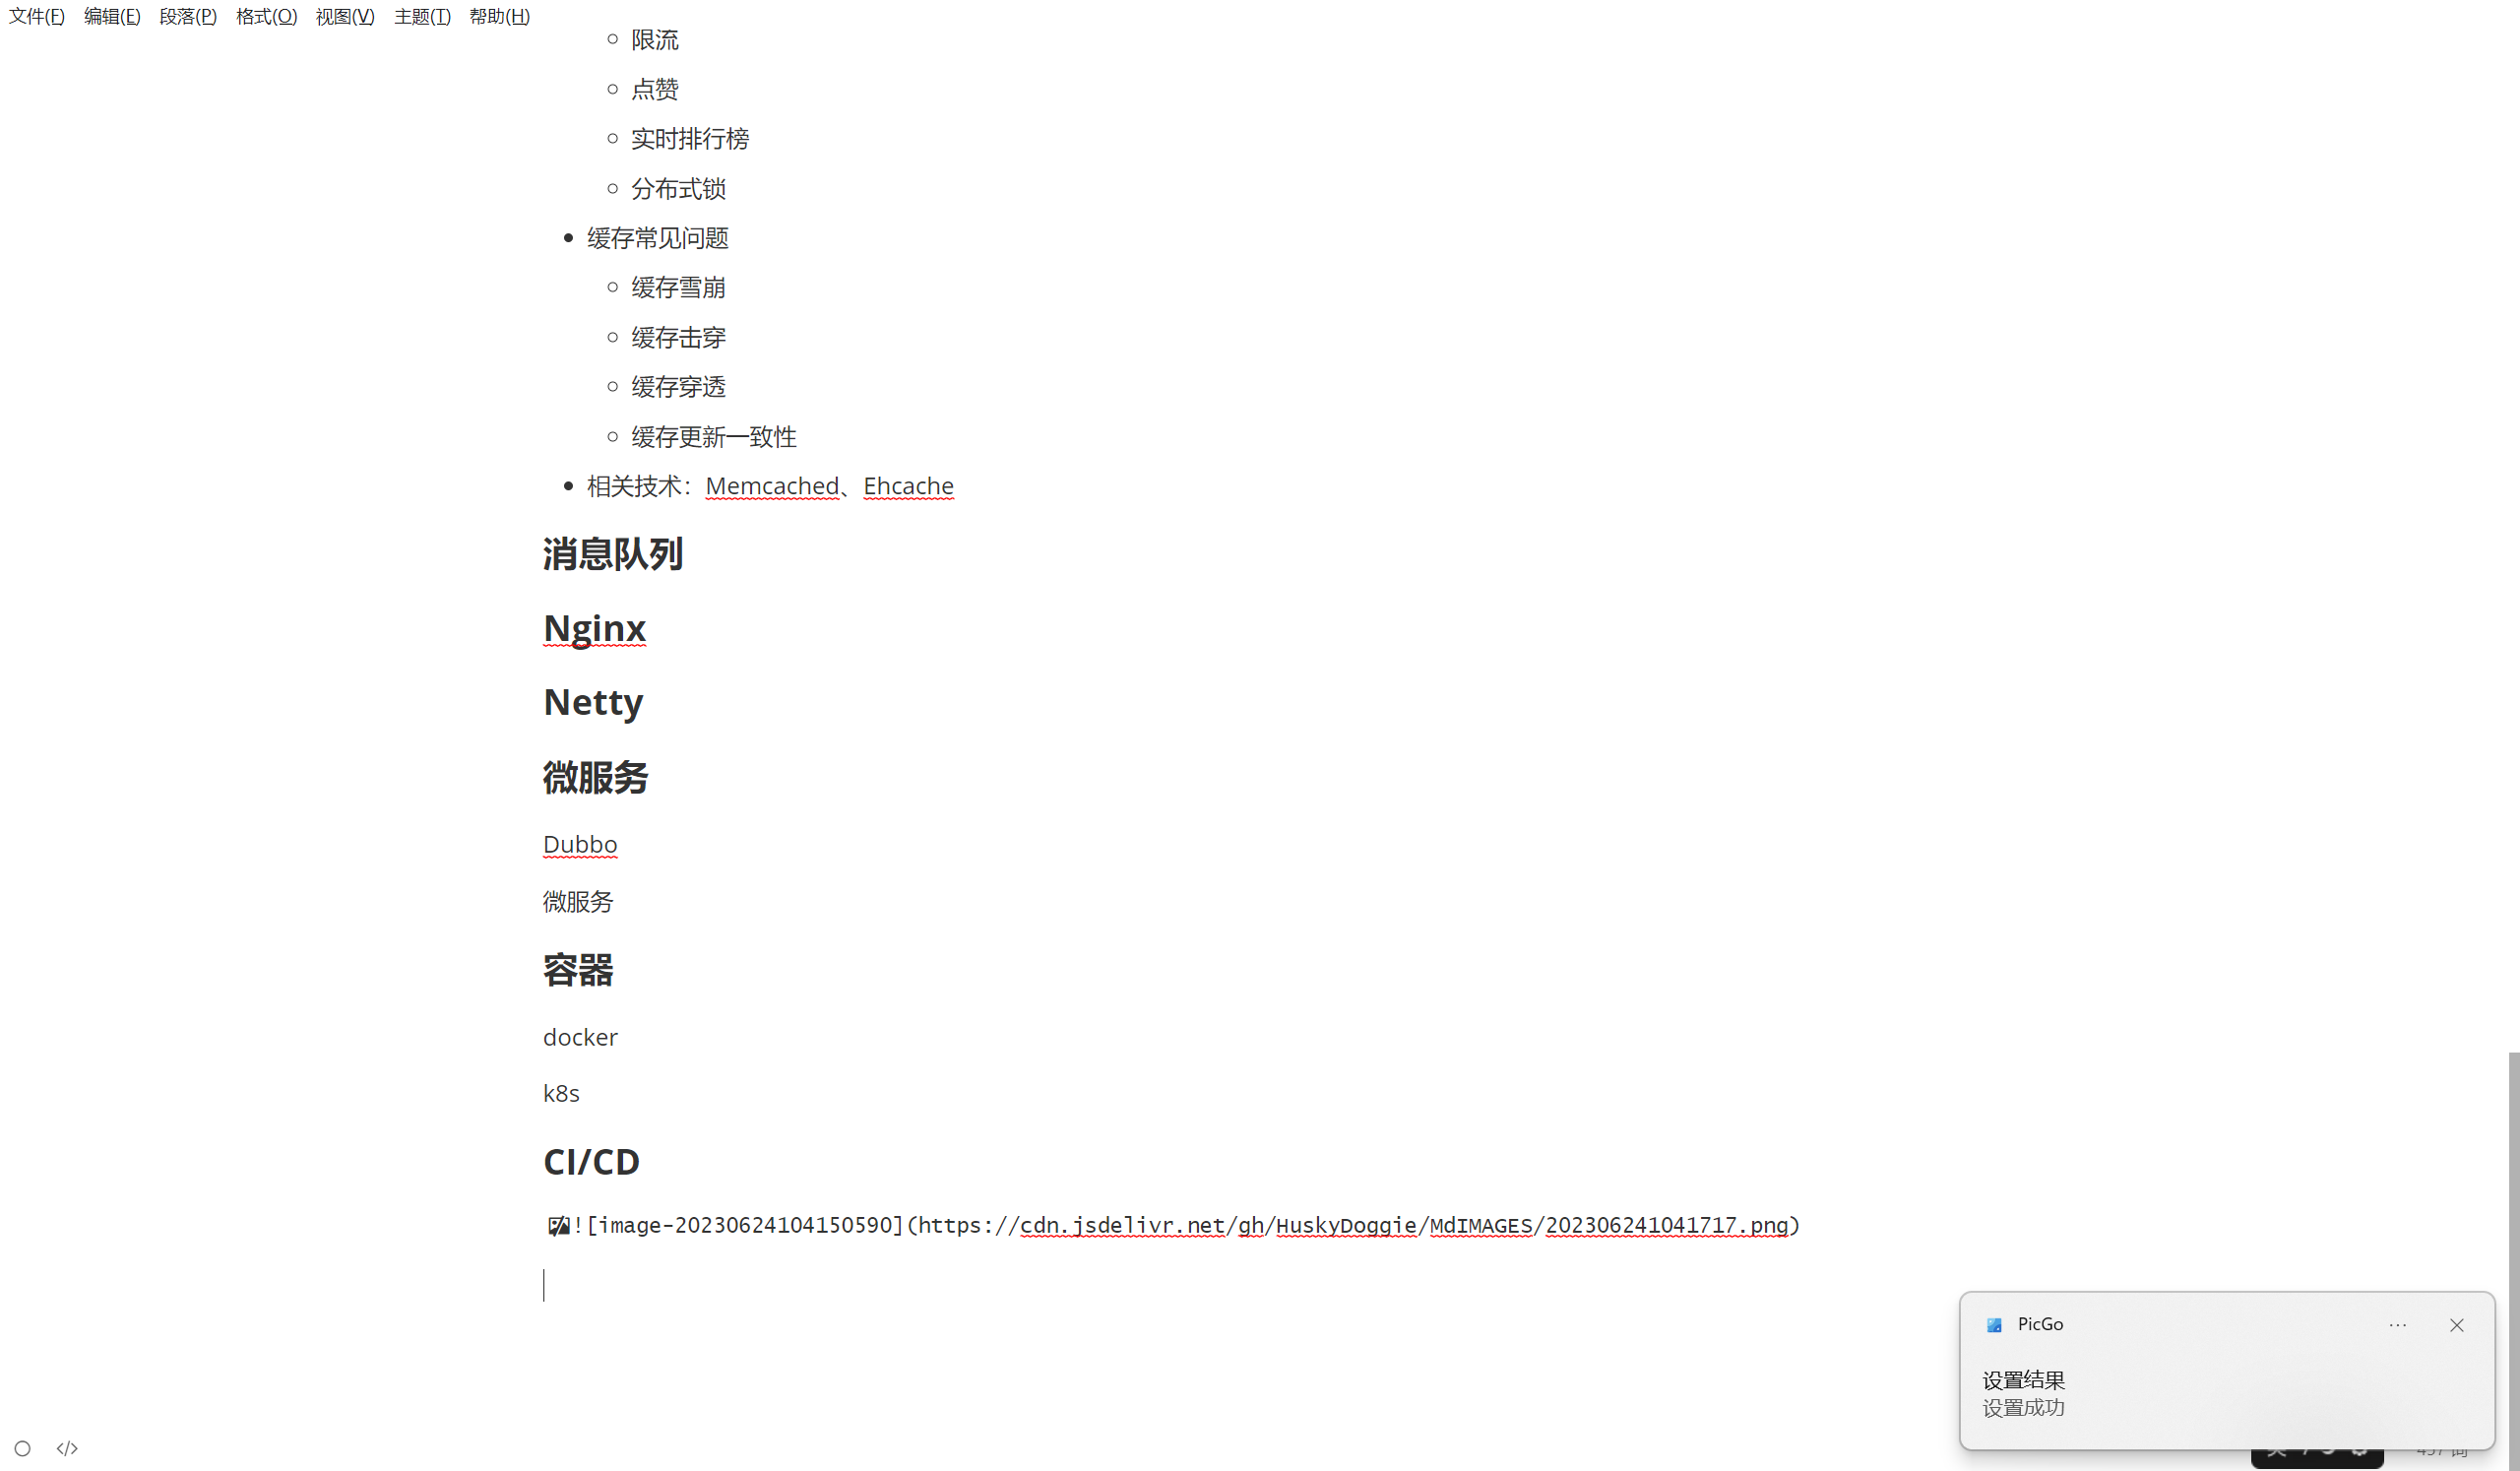 文件(F) 编辑(E) 段落(P) 格式(O) 视图(V) 主题(T) 帮助(H)
限流
点赞
实时排行榜
分布式锁
缓存常见问题
缓存雪崩
缓存击穿
缓存穿透
缓存更新一致性
相关技术：Memcached、Ehcache
消息队列
Nginx
Netty
微服务
Dubbo
微服务
容器
docker
k8s
CI/CD
![image-20230624104150590](https://cdn.jsdelivr.net/gh/HuskyDoggie/MdIMAGES/202306241041717.png)
PicGo
设置结果
设置成功